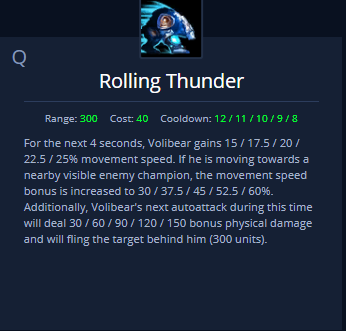 Q
Rolling Thunder
Range: 300 Cost: 40 Cooldown: 12 / 11 / 10 / 9 / 8
For the next 4 seconds, Volibear gains 15 / 17.5 / 20 /
22.5 / 25% movement speed. If he is moving towards a
nearby visible enemy champion, the movement speed
bonus is increased to 30 / 37.5 / 45 / 52.5 / 60%.
Additionally, Volibear's next autoattack during this time
will deal 30 / 60 / 90 / 120 / 150 bonus physical damage
and will fling the target behind him (300 units).